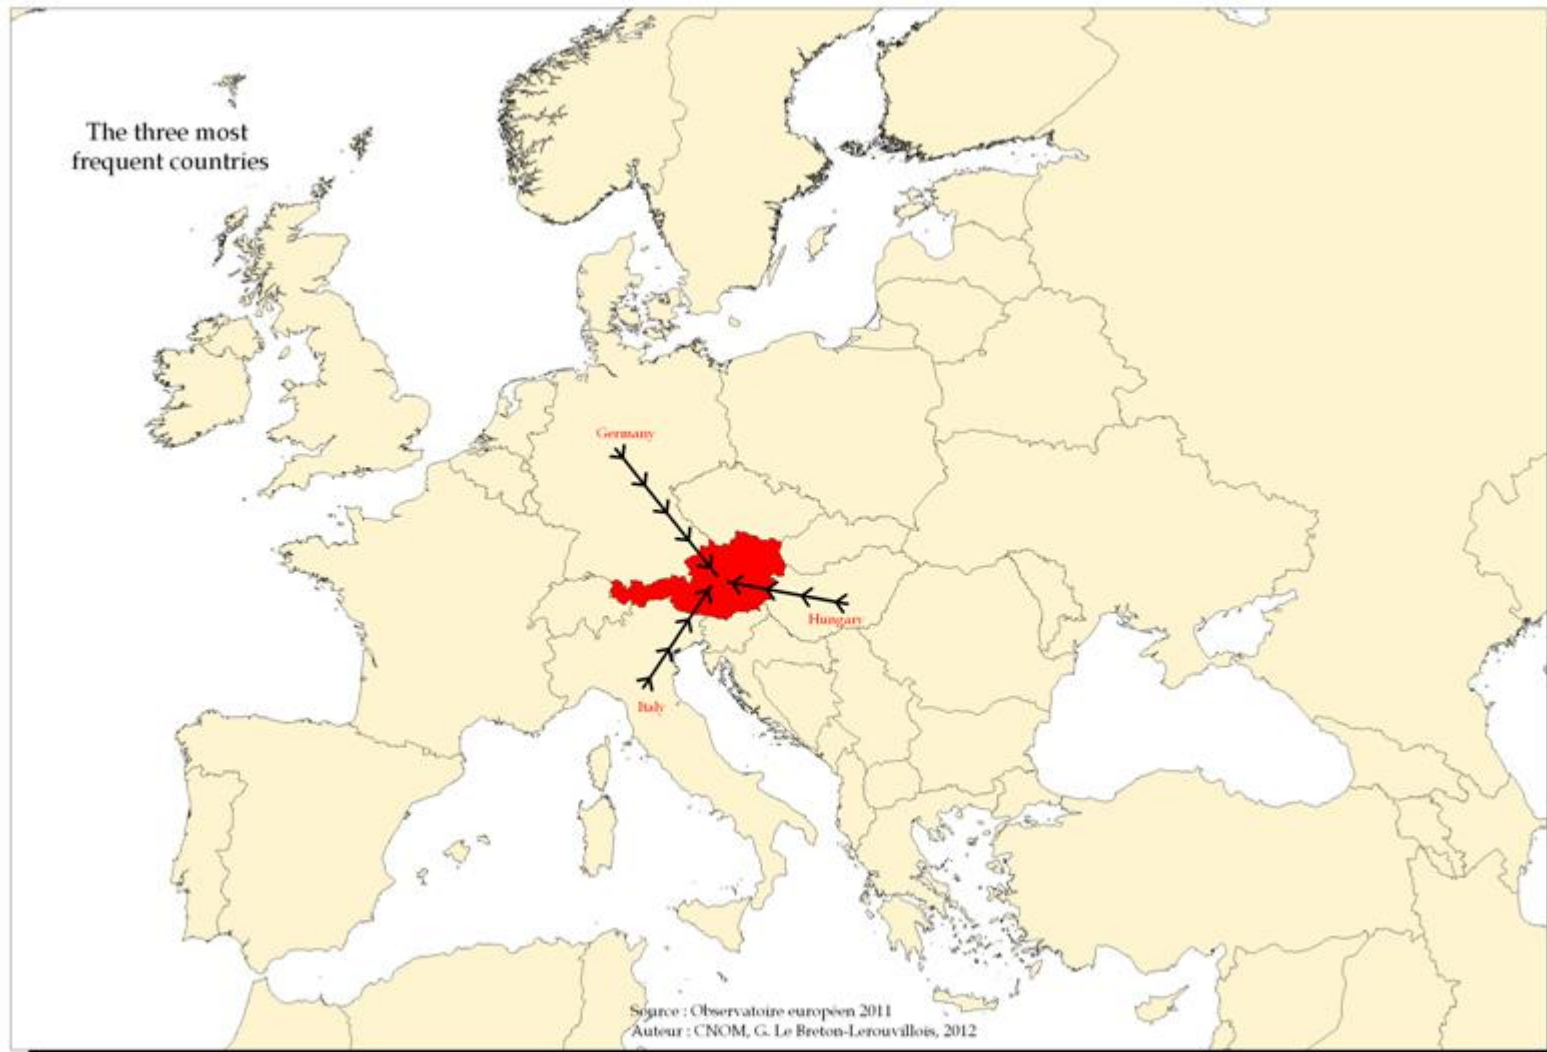 The three most
frequent countries
Germany
Hungary
Italy
Source : Observatoire européen 2011
Auteur : CNOM, G. Le Breton-Lerouvillois, 2012